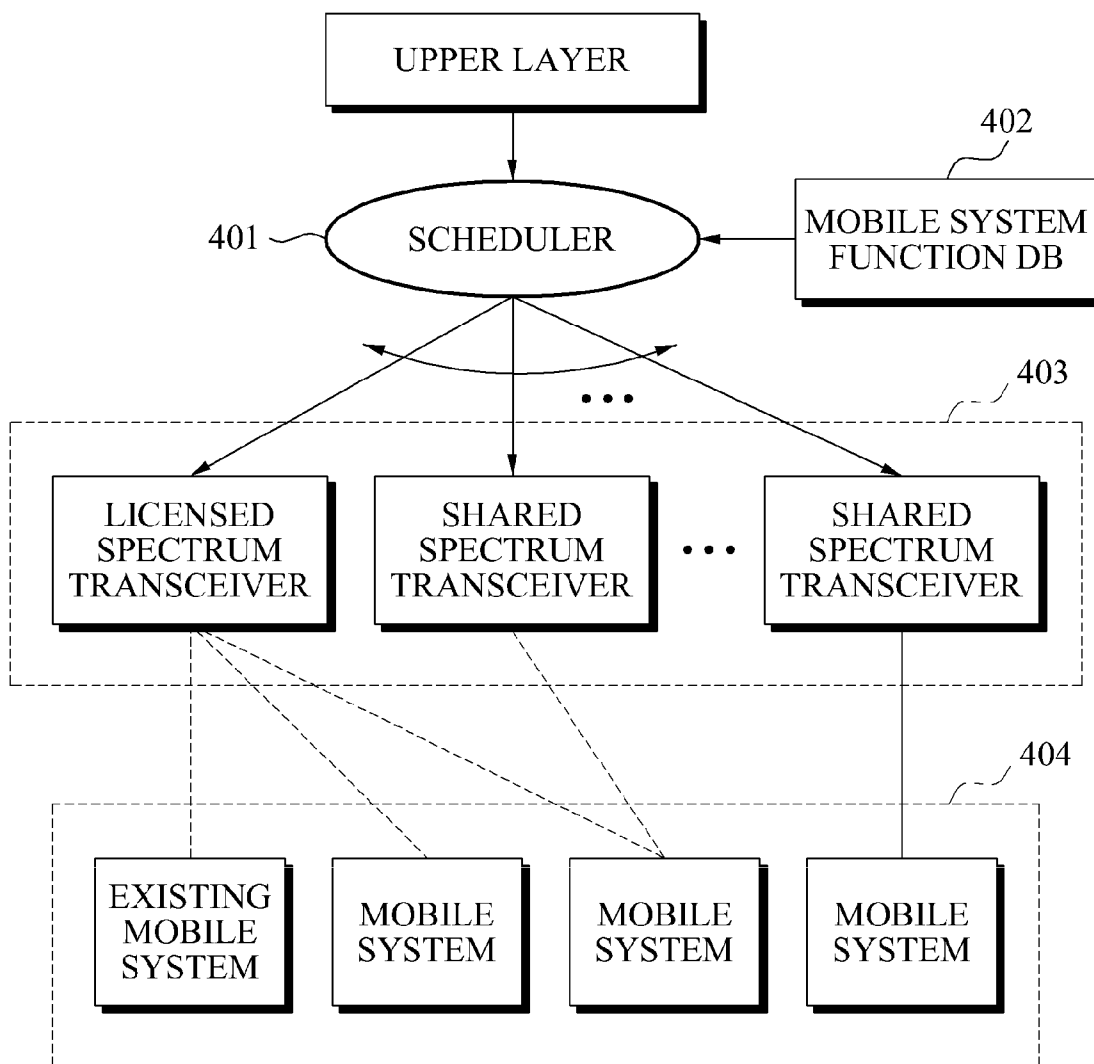 UPPER LAYER
402
401
SCHEDULER
MOBILE SYSTEM
FUNCTION DB
403
LICENSED
SPECTRUM
TRANSCEIVER
SHARED
SPECTRUM
TRANSCEIVER
SHARED
SPECTRUM
TRANSCEIVER
404
EXISTING
MOBILE
SYSTEM
MOBILE
SYSTEM
MOBILE
SYSTEM
MOBILE
SYSTEM